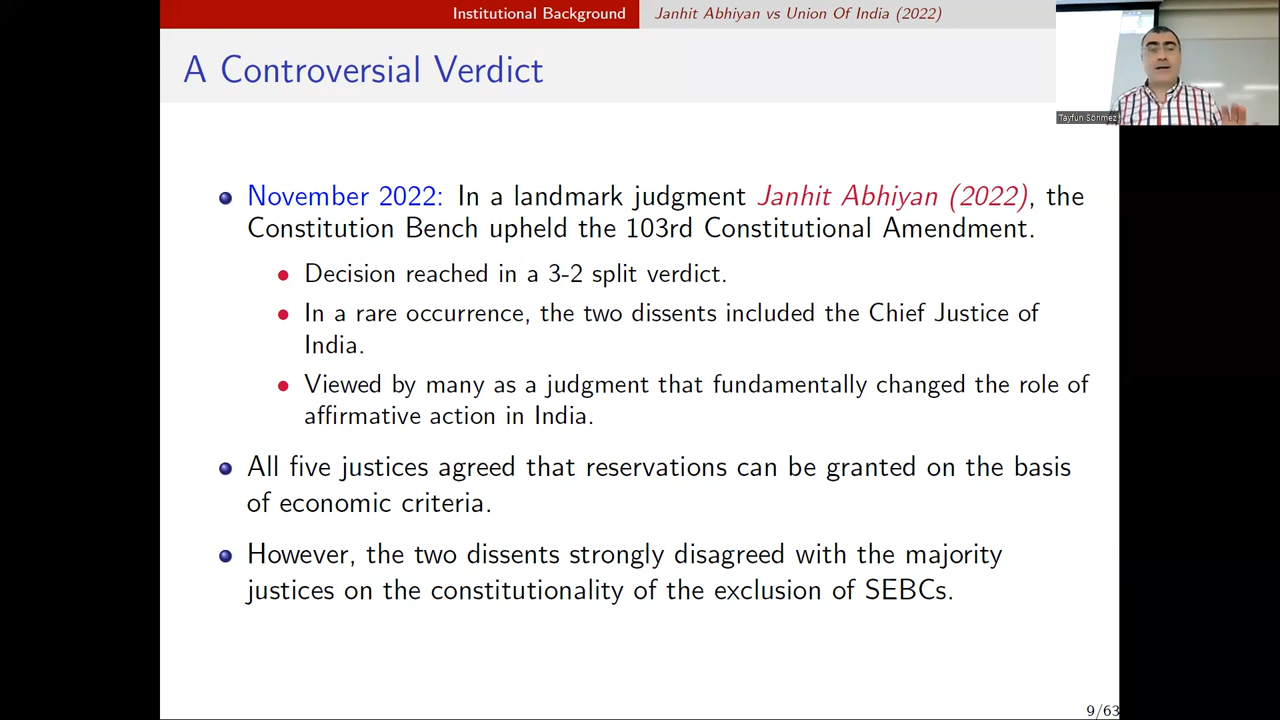 Institutional Background
Janhit Abhiyan vs Union Of India (2022)
A Controversial Verdict
Tayfun Sönmez
November 2022: In a landmark judgment Janhit Abhiyan (2022), the
Constitution Bench upheld the 103rd Constitutional Amendment.
Decision reached in a 3-2 split verdict.
In a rare occurrence, the two dissents included the Chief Justice of
India.
Viewed by many as a judgment that fundamentally changed the role of
affirmative action in India.
All five justices agreed that reservations can be granted on the basis
of economic criteria.
However, the two dissents strongly disagreed with the majority
justices on the constitutionality of the exclusion of SEBCs.
9/63